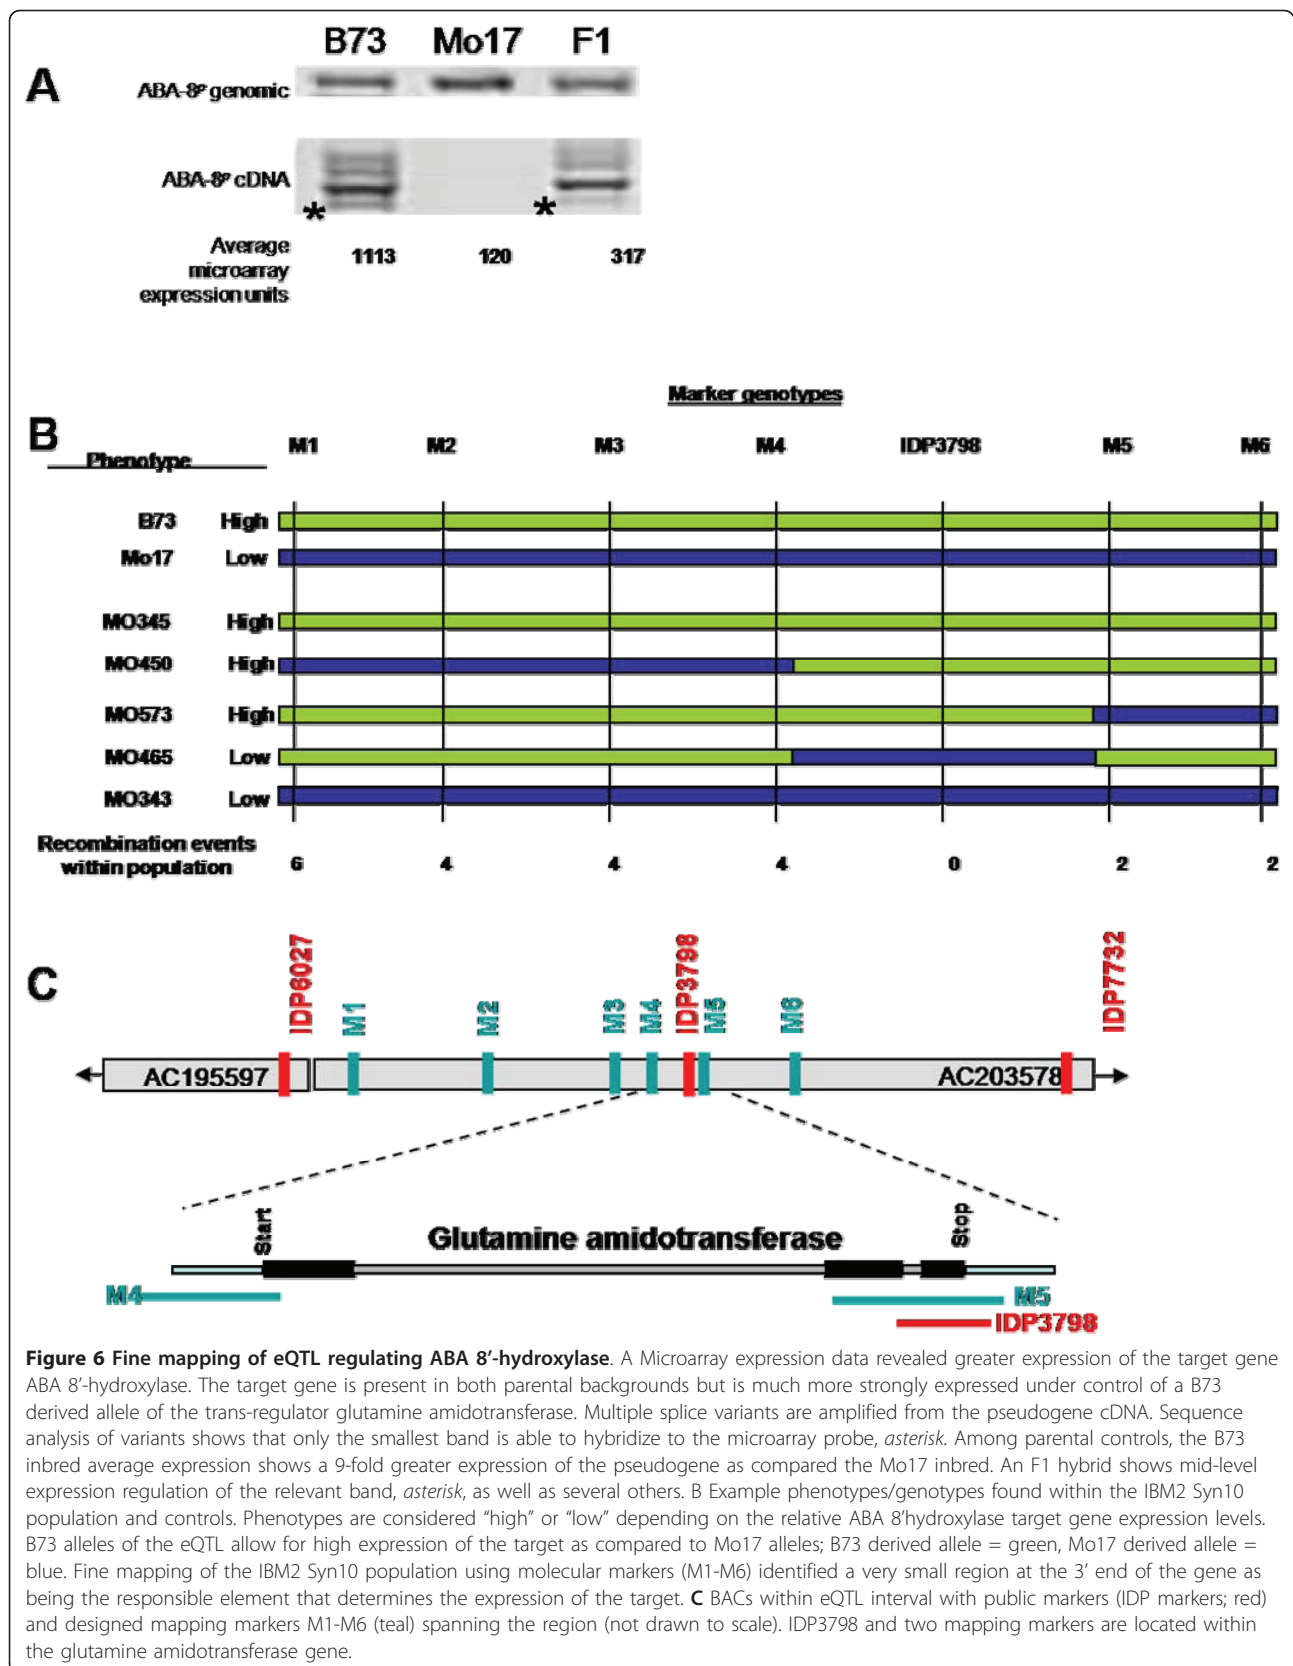 B73 Mo17 F1
A
ABA-8' genomic
ABA-8' cDNA
* *
Average
microarray
expression units
1113 120 317
Marker genotypes
B
Phenotype
M1 M2 M3 M4 IDP3798 M5 M6
B73 High
Mo17 Low
MO345 High
MO450 High
MO573 High
MO465 Low
MO343 Low
Recombination events
within population
6 4 4 4 0 2 2
C
IDP6027 M1 M2 M3 M4 IDP3798 M5 M6 IDP7732
AC195597 AC203578
Start Glutamine amidotransferase Stop
M4 M5
IDP3798
Figure 6 Fine mapping of eQTL regulating ABA 8'-hydroxylase. A Microarray expression data revealed greater expression of the target gene
ABA 8'-hydroxylase. The target gene is present in both parental backgrounds but is much more strongly expressed under control of a B73
derived allele of the trans-regulator glutamine amidotransferase. Multiple splice variants are amplified from the pseudogene cDNA. Sequence
analysis of variants shows that only the smallest band is able to hybridize to the microarray probe, asterisk. Among parental controls, the B73
inbred average expression shows a 9-fold greater expression of the pseudogene as compared the Mo17 inbred. An F1 hybrid shows mid-level
expression regulation of the relevant band, asterisk, as well as several others. B Example phenotypes/genotypes found within the IBM2 Syn10
population and controls. Phenotypes are considered “high” or “low” depending on the relative ABA 8'hydroxylase target gene expression levels.
B73 alleles of the eQTL allow for high expression of the target as compared to Mo17 alleles; B73 derived allele = green, Mo17 derived allele =
blue. Fine mapping of the IBM2 Syn10 population using molecular markers (M1-M6) identified a very small region at the 3’ end of the gene as
being the responsible element that determines the expression of the target. C BACs within eQTL interval with public markers (IDP markers; red)
and designed mapping markers M1-M6 (teal) spanning the region (not drawn to scale). IDP3798 and two mapping markers are located within
the glutamine amidotransferase gene.